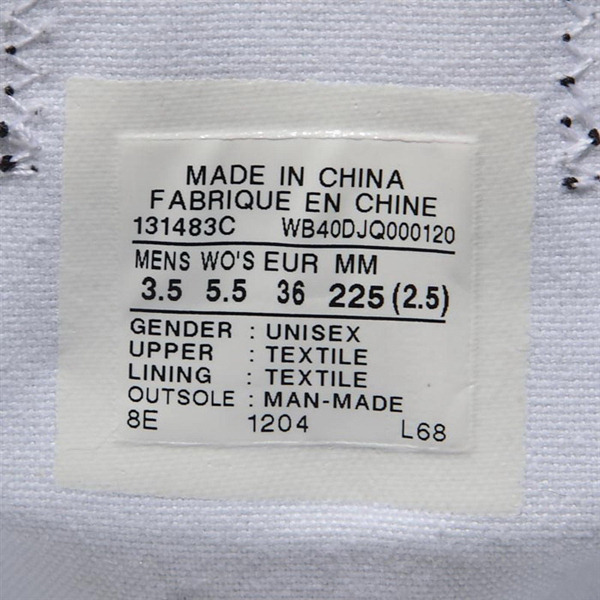 MADE IN CHINA
FABRIQUE EN CHINE
131483C WB40DJQ000120
MENS WO'S EUR MM
3.5 5.5 36 225 (2.5)
GENDER : UNISEX
UPPER : TEXTILE
LINING : TEXTILE
OUTSOLE : MAN-MADE
8E 1204 L68